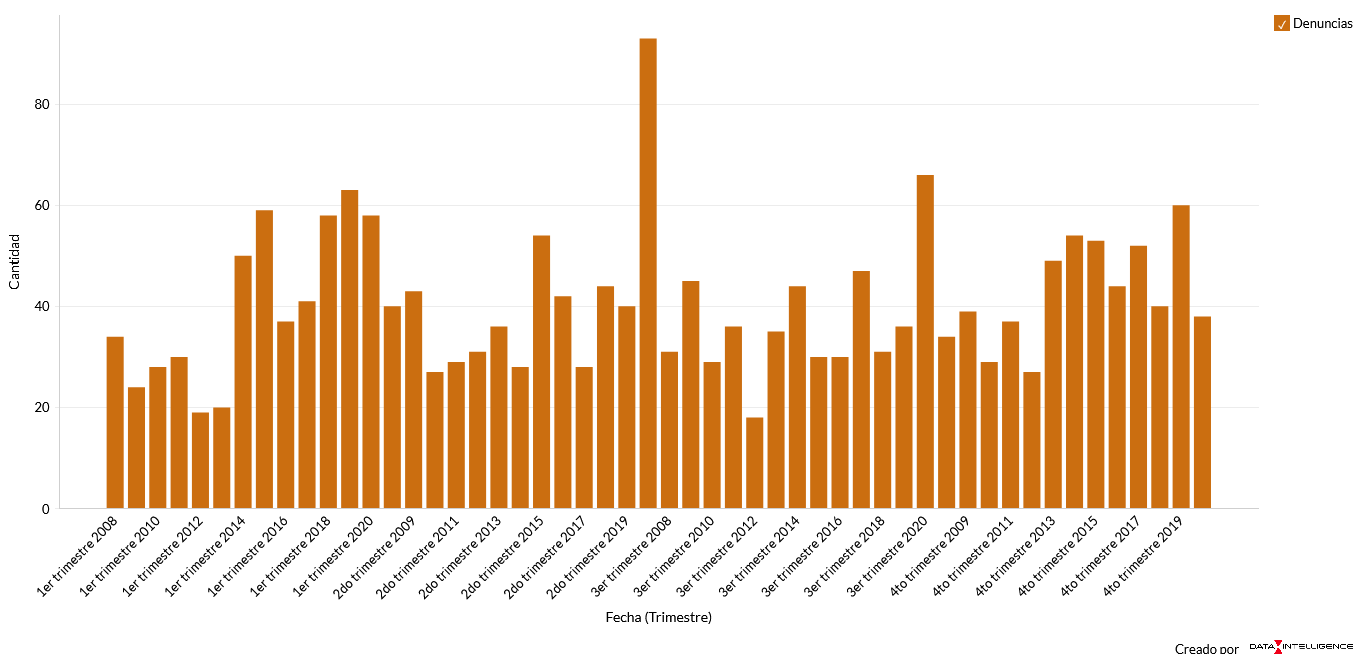 Denuncias
80
60
40
20
0
Cantidad
1er trimestre 2008
1er trimestre 2010
1er trimestre 2012
1er trimestre 2014
1er trimestre 2016
1er trimestre 2018
1er trimestre 2020
2do trimestre 2009
2do trimestre 2011
2do trimestre 2013
2do trimestre 2015
2do trimestre 2017
2do trimestre 2019
3er trimestre 2008
3er trimestre 2010
3er trimestre 2012
3er trimestre 2014
3er trimestre 2016
3er trimestre 2018
3er trimestre 2020
4to trimestre 2009
4to trimestre 2011
4to trimestre 2013
4to trimestre 2015
4to trimestre 2017
4to trimestre 2019
Fecha (Trimestre)
Creado por DATA INTELLIGENCE